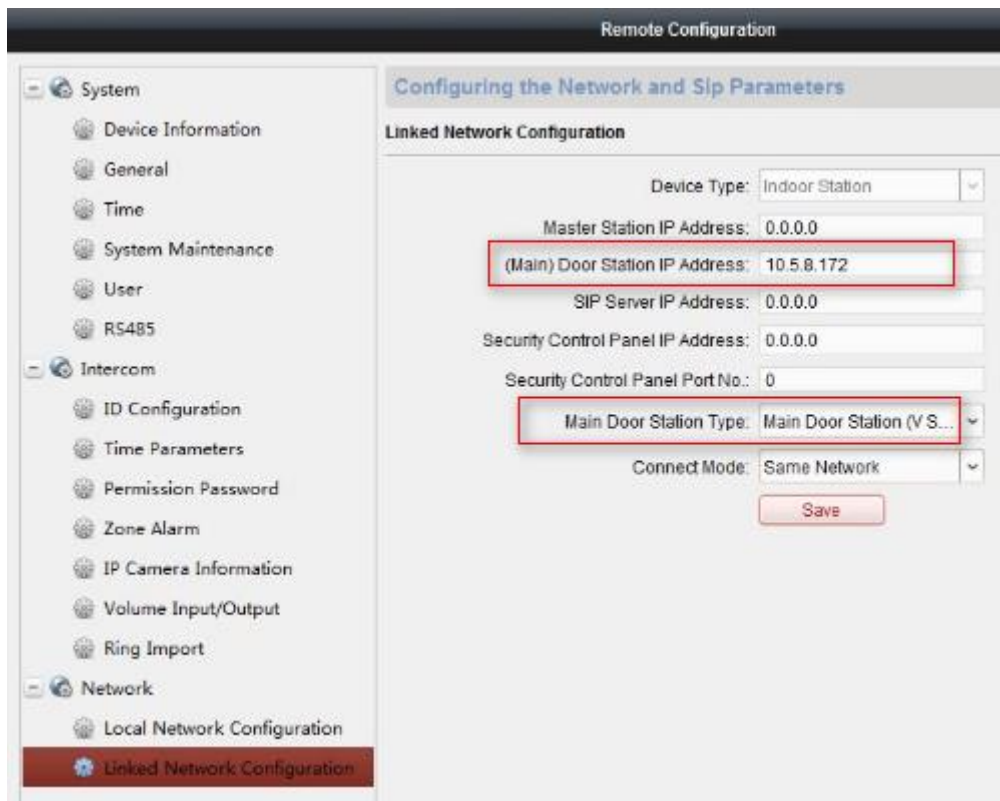 Remote Configuration
System
Device Information
General
Time
System Maintenance
User
RS485
Intercom
ID Configuration
Time Parameters
Permission Password
Zone Alarm
IP Camera Information
Volume Input/Output
Ring Import
Network
Local Network Configuration
Linked Network Configuration
Configuring the Network and Sip Parameters
Linked Network Configuration
Device Type: Indoor Station
Master Station IP Address: 0.0.0.0
(Main) Door Station IP Address: 10.5.8.172
SIP Server IP Address: 0.0.0.0
Security Control Panel IP Address: 0.0.0.0
Security Control Panel Port No.: 0
Main Door Station Type: Main Door Station (V S...
Connect Mode: Same Network
Save